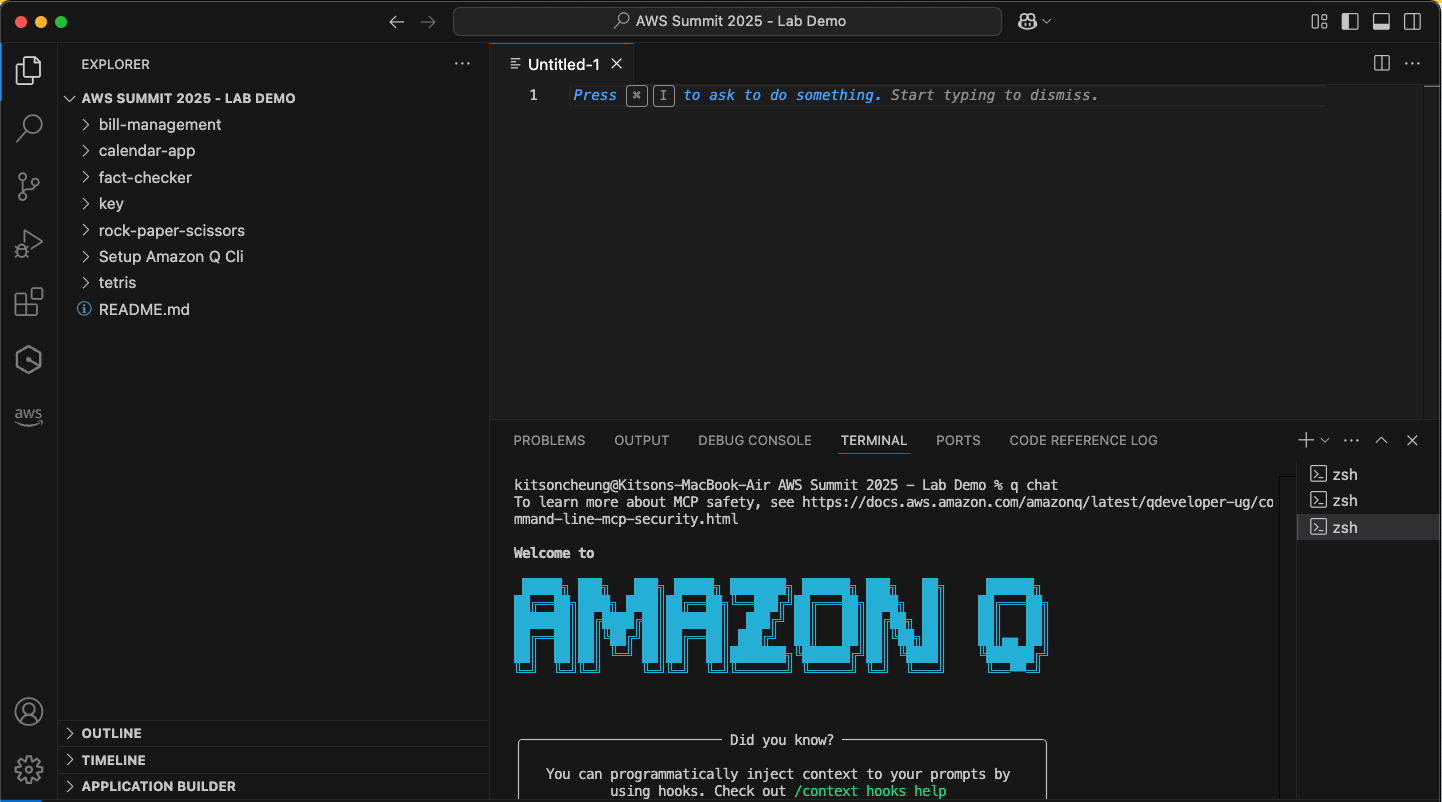 AWS Summit 2025 - Lab Demo
EXPLORER
AWS SUMMIT 2025 - LAB DEMO
bill-management
calendar-app
fact-checker
key
rock-paper-scissors
Setup Amazon Q Cli
tetris
README.md
aws
OUTLINE
TIMELINE
APPLICATION BUILDER
Untitled-1
1
Press ⌘ I to ask to do something. Start typing to dismiss.
PROBLEMS OUTPUT DEBUG CONSOLE TERMINAL PORTS CODE REFERENCE LOG
kitsoncheung@Kitsons-MacBook-Air AWS Summit 2025 - Lab Demo % q chat
To learn more about MCP safety, see https://docs.aws.amazon.com/amazonq/latest/qdeveloper-ug/co
mmand-line-mcp-security.html
Welcome to
AMAZON Q
Did you know?
You can programmatically inject context to your prompts by
using hooks. Check out /context hooks help
zsh
zsh
zsh